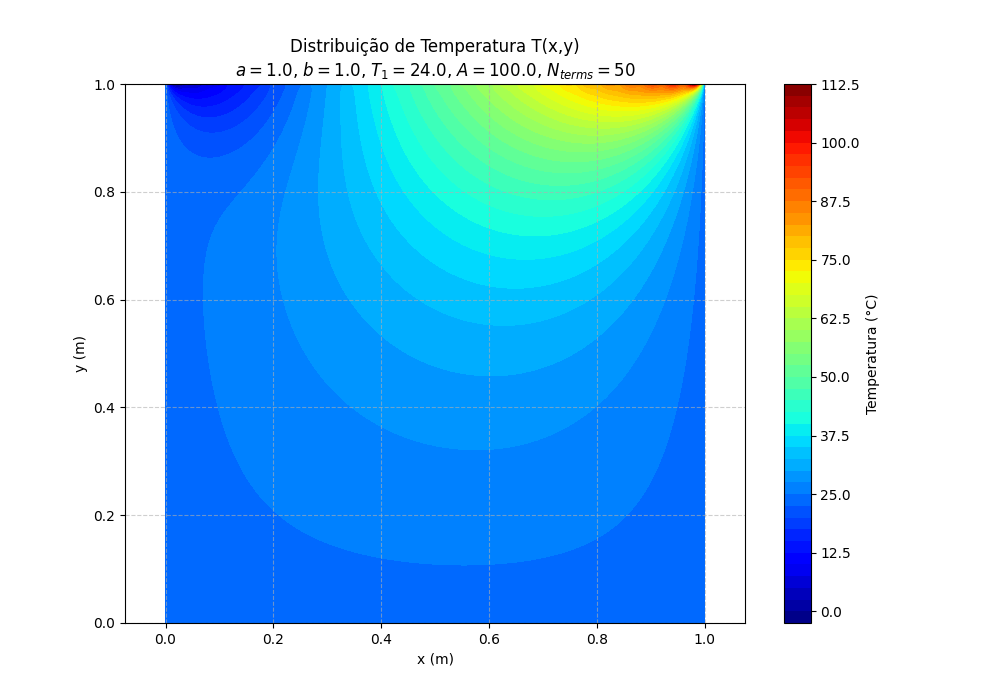 Distribuição de Temperatura T(x,y)
a = 1.0, b = 1.0, T₁ = 24.0, A = 100.0, N_terms = 50
1.0
0.8
0.6
0.4
0.2
0.0
y (m)
0.0 0.2 0.4 0.6 0.8 1.0
x (m)
112.5
100.0
87.5
75.0
62.5
50.0
37.5
25.0
12.5
0.0
Temperatura (°C)